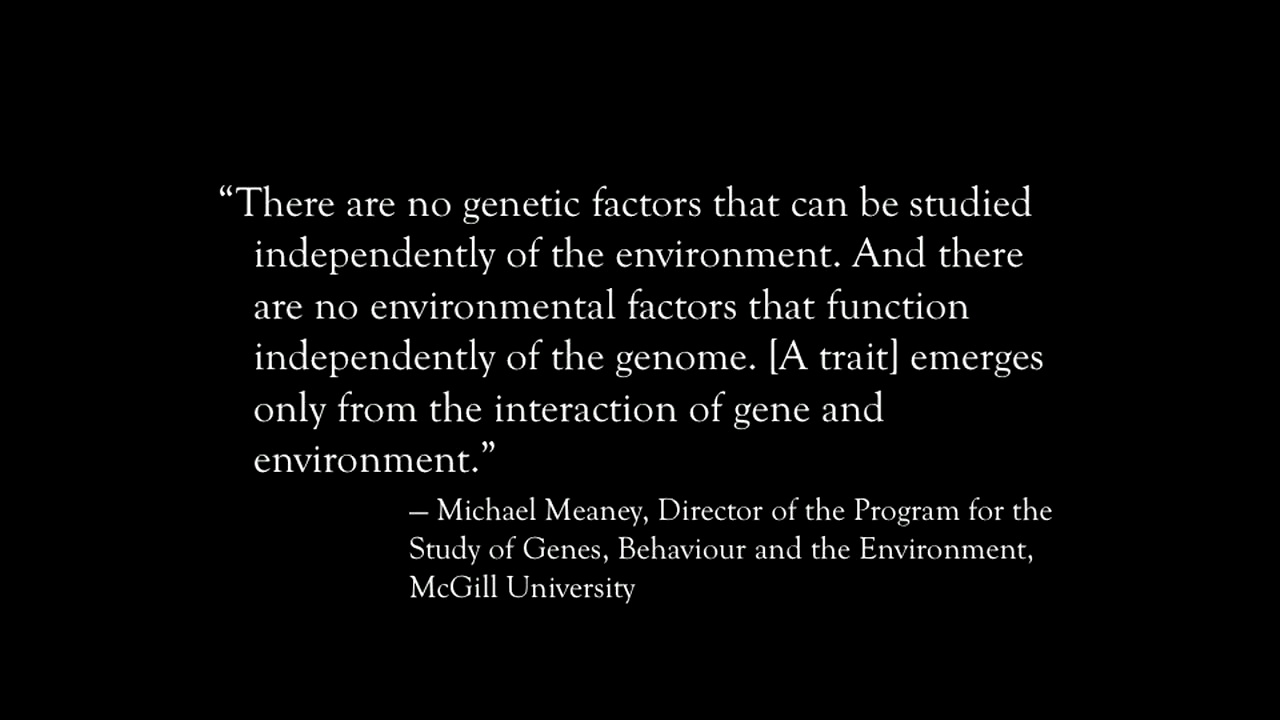 “There are no genetic factors that can be studied
independently of the environment. And there
are no environmental factors that function
independently of the genome. [A trait] emerges
only from the interaction of gene and
environment.”
– Michael Meaney, Director of the Program for the
Study of Genes, Behaviour and the Environment,
McGill University